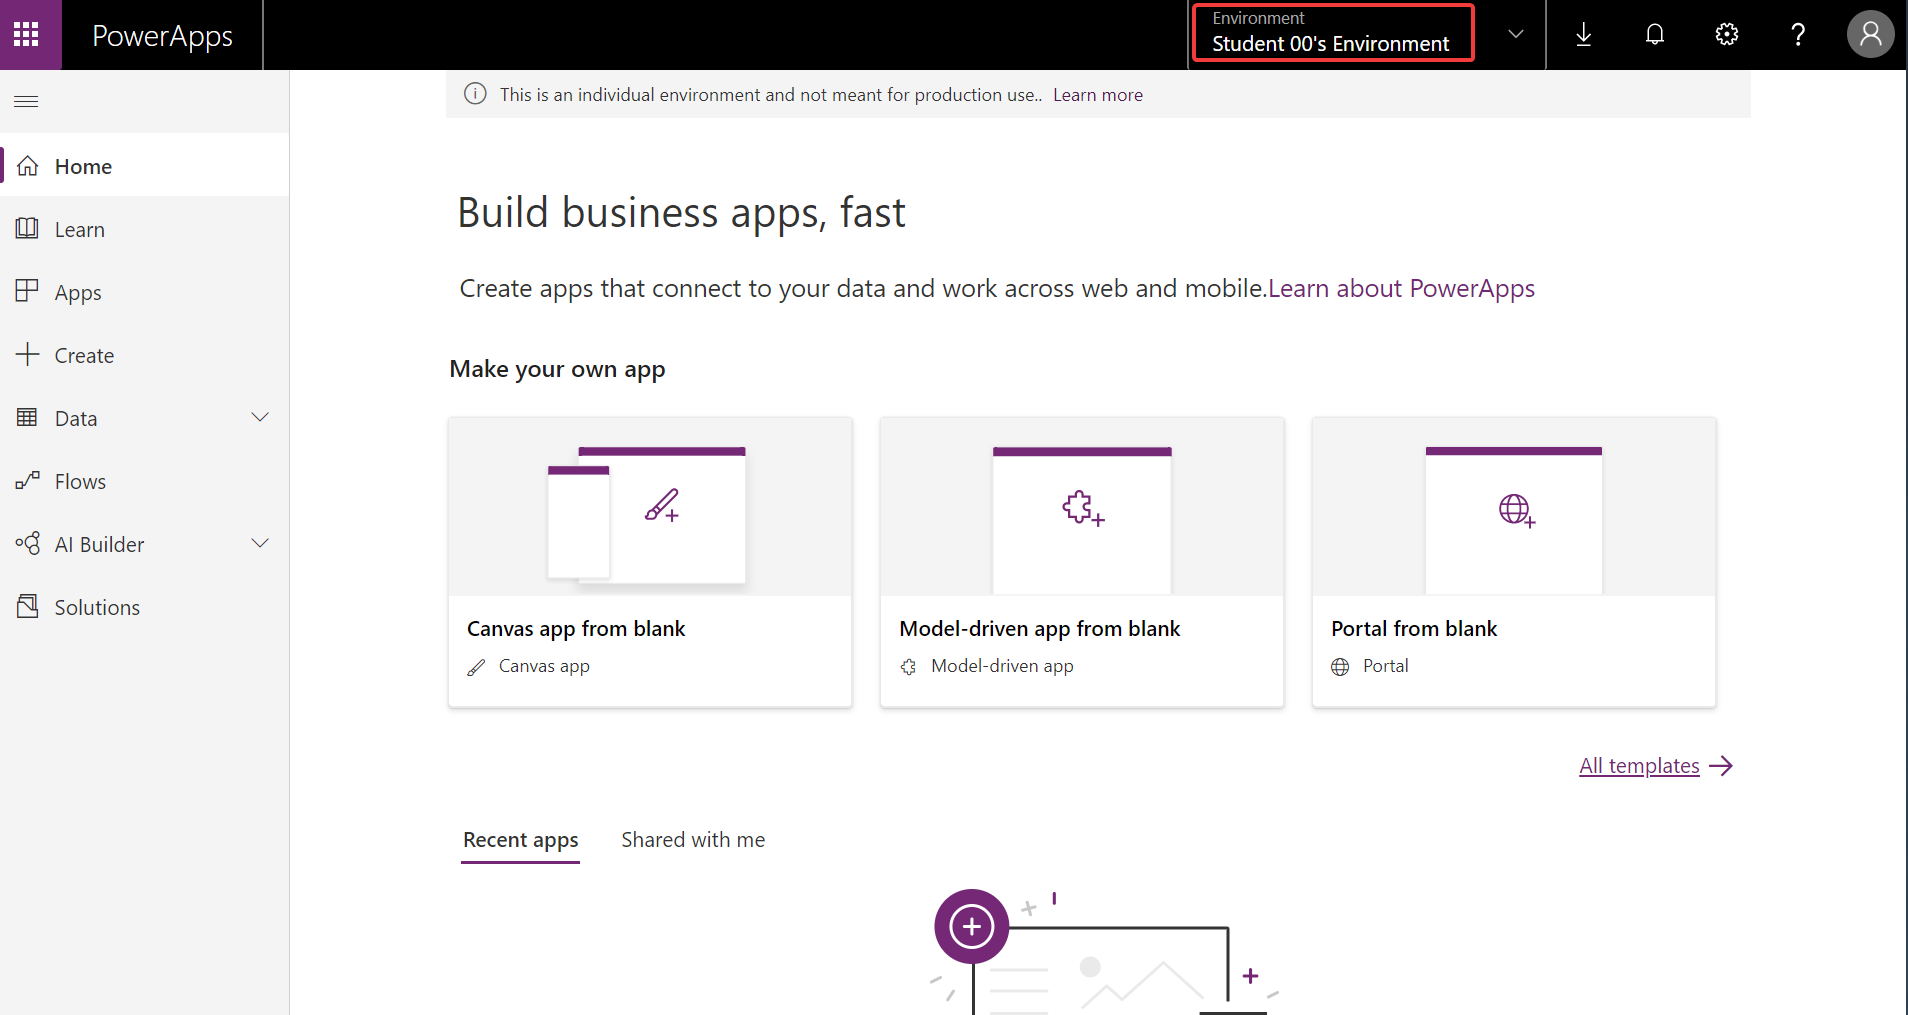 PowerApps
Environment
Student 00's Environment
This is an individual environment and not meant for production use.. Learn more
Home
Learn
Apps
Create
Data
Flows
AI Builder
Solutions
Build business apps, fast
Create apps that connect to your data and work across web and mobile.Learn about PowerApps
Make your own app
Canvas app from blank
Canvas app
Model-driven app from blank
Model-driven app
Portal from blank
Portal
All templates
Recent apps Shared with me